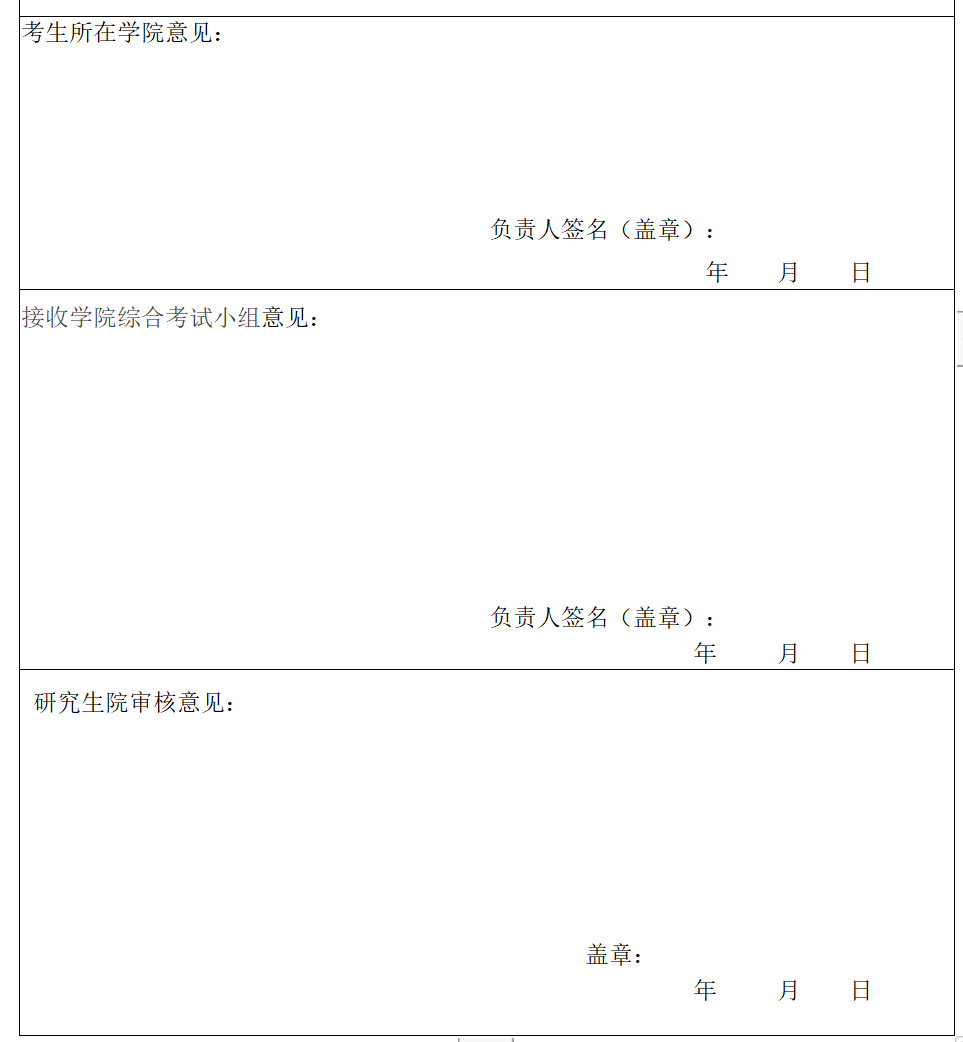 考生所在学院意见：
负责人签名（盖章）：
年 月 日
接收学院综合考试小组意见：
负责人签名（盖章）：
年 月 日
研究生院审核意见：
盖章：
年 月 日